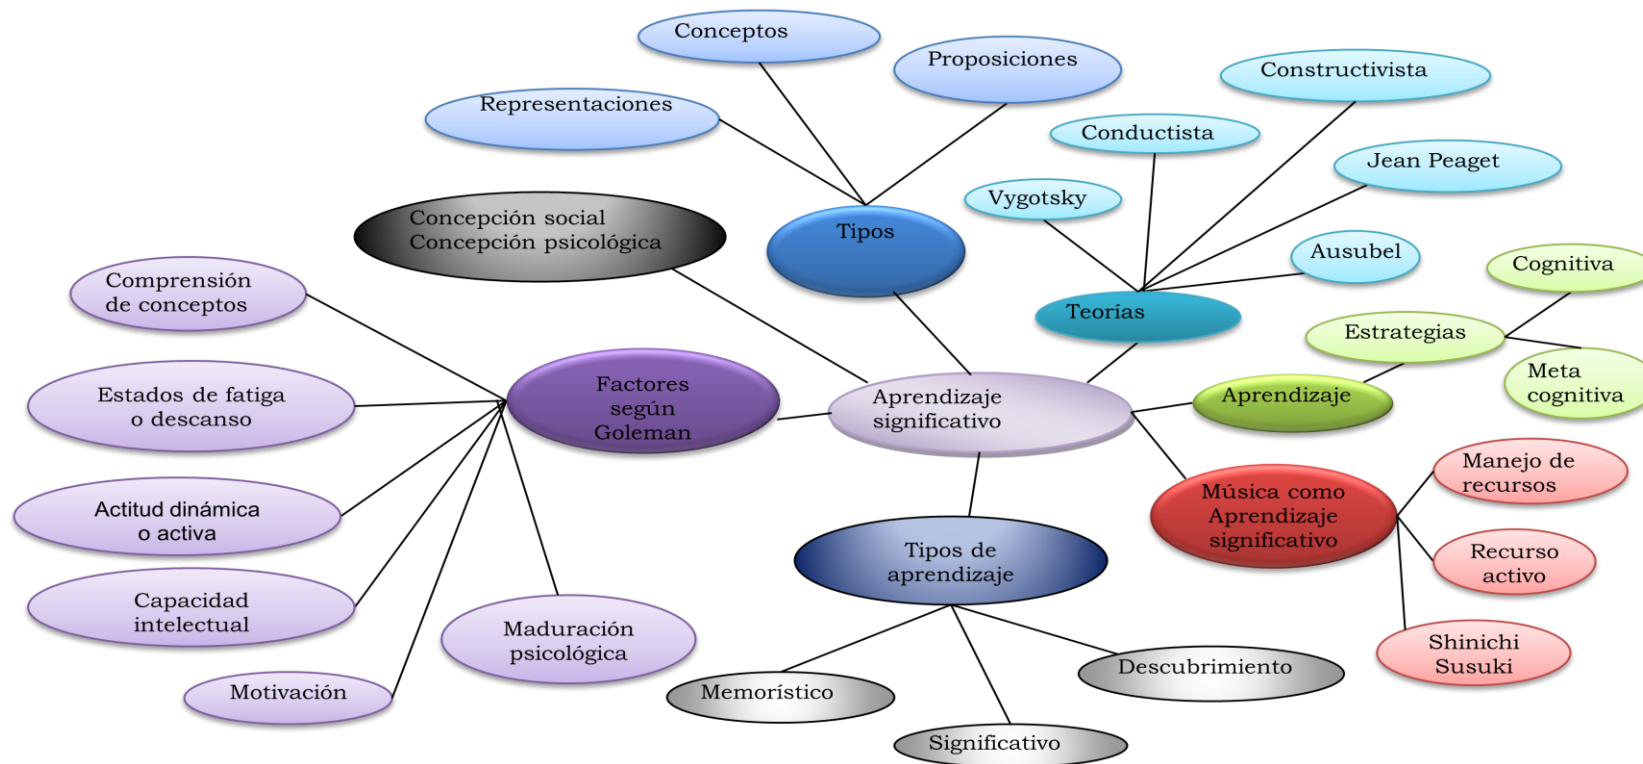 Conceptos
Proposiciones
Representaciones
Constructivista
Conductista
Jean Peaget
Vygotsky
Ausubel
Concepción social
Concepción psicológica
Tipos
Teorías
Cognitiva
Estrategias
Meta
cognitiva
Comprensión
de conceptos
Estados de fatiga
o descanso
Actitud dinámica
o activa
Capacidad
intelectual
Motivación
Maduración
psicológica
Factores
según
Goleman
Aprendizaje
significativo
Aprendizaje
Música como
Aprendizaje
significativo
Manejo de
recursos
Recurso
activo
Shinichi
Susuki
Tipos de
aprendizaje
Memorístico
Descubrimiento
Significativo